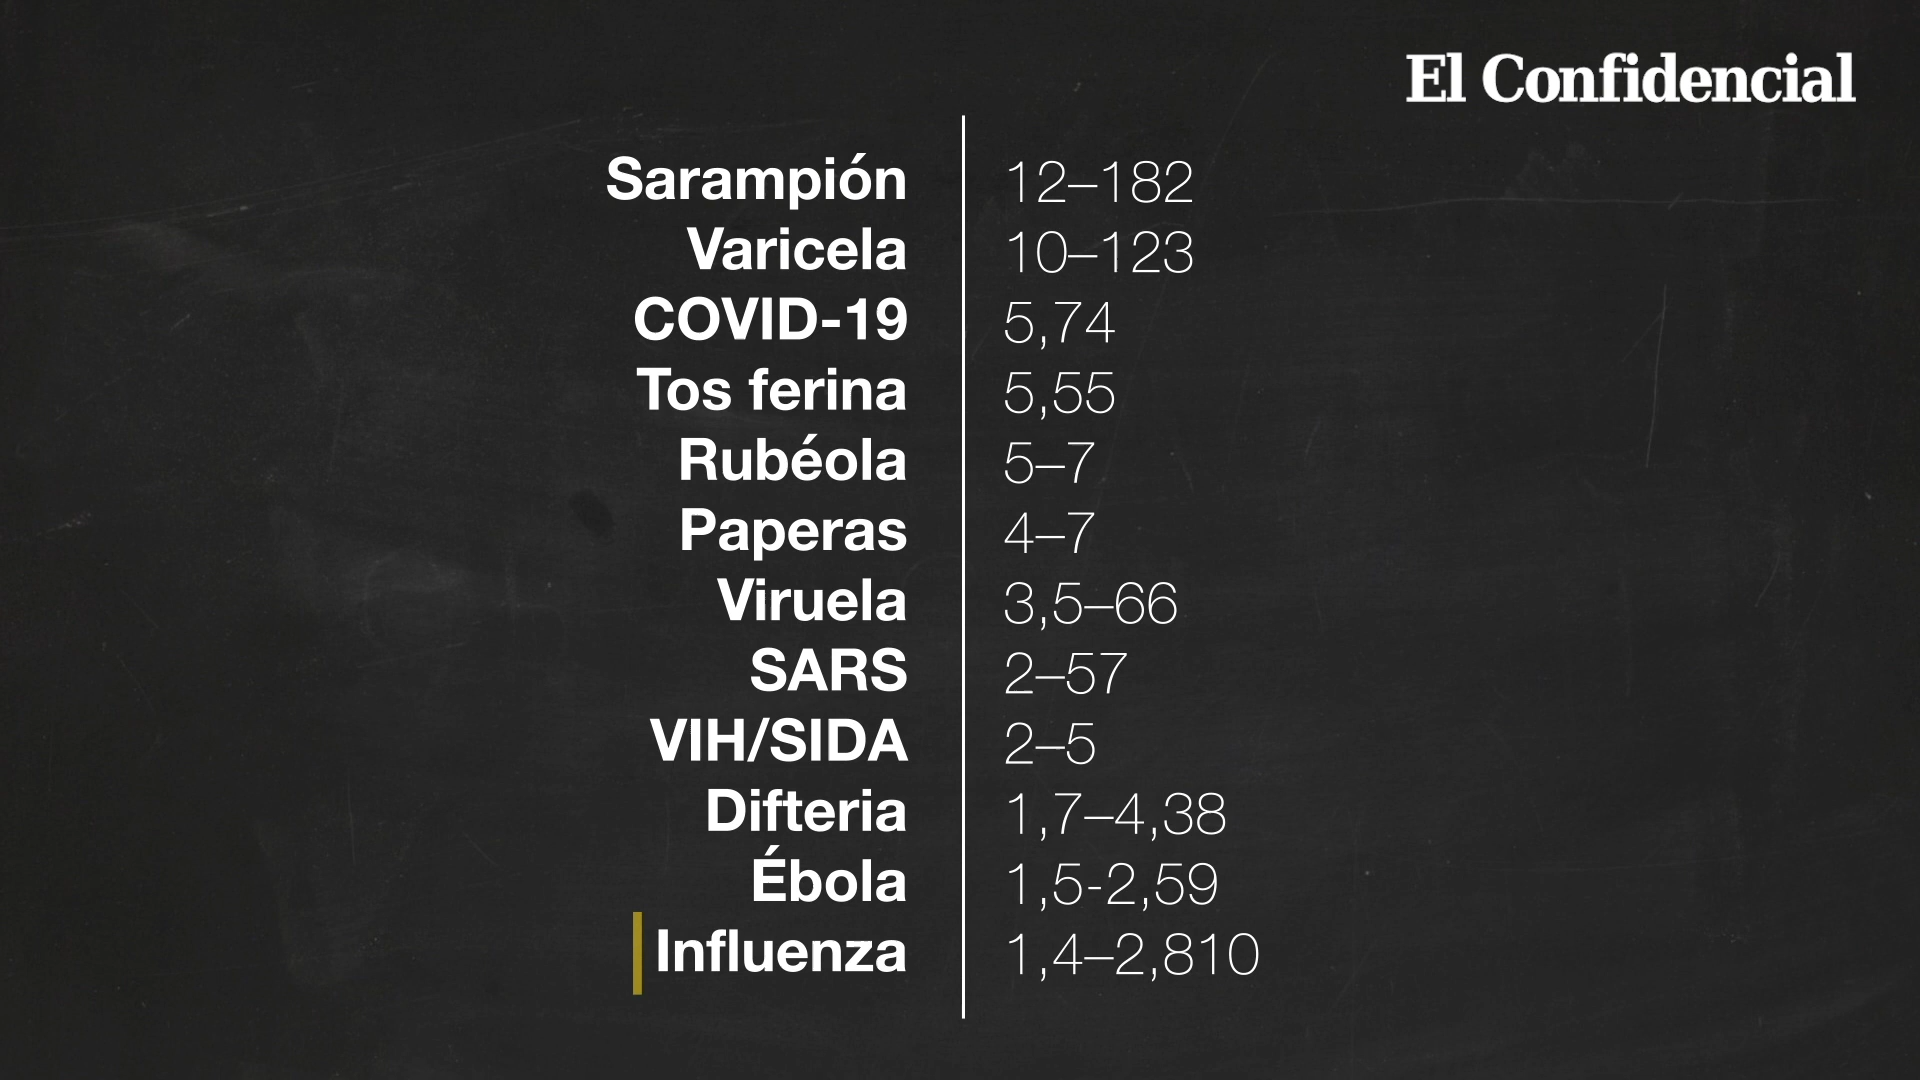 El Confidencial
Sarampión 12–182
Varicela 10–123
COVID-19 5,74
Tos ferina 5,55
Rubéola 5–7
Paperas 4–7
Viruela 3,5–66
SARS 2–57
VIH/SIDA 2–5
Difteria 1,7–4,38
Ébola 1,5-2,59
Influenza 1,4–2,810